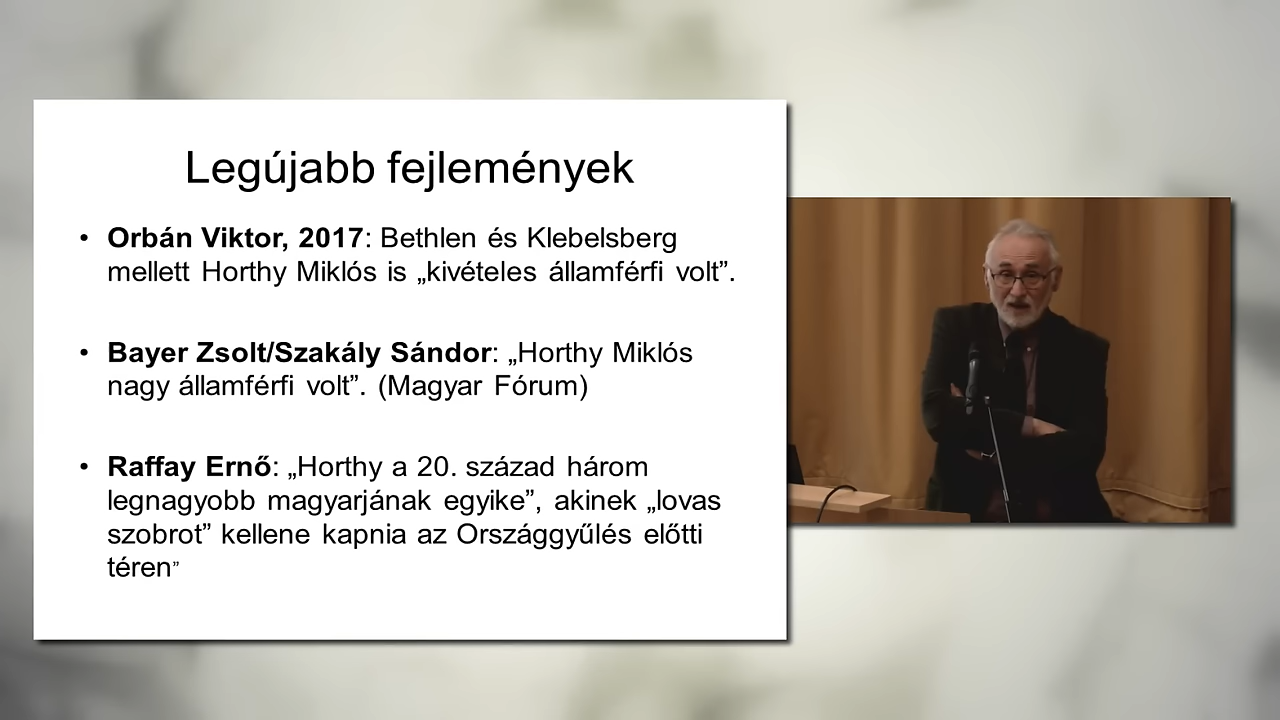 Legújabb fejlemények
• Orbán Viktor, 2017: Bethlen és Klebelsberg
mellett Horthy Miklós is „kivételes államférfi volt”.
• Bayer Zsolt/Szakály Sándor: „Horthy Miklós
nagy államférfi volt”. (Magyar Fórum)
• Raffay Ernő: „Horthy a 20. század három
legnagyobb magyarjának egyike”, akinek „lovas
szobrot” kellene kapnia az Országgyűlés előtti
téren”